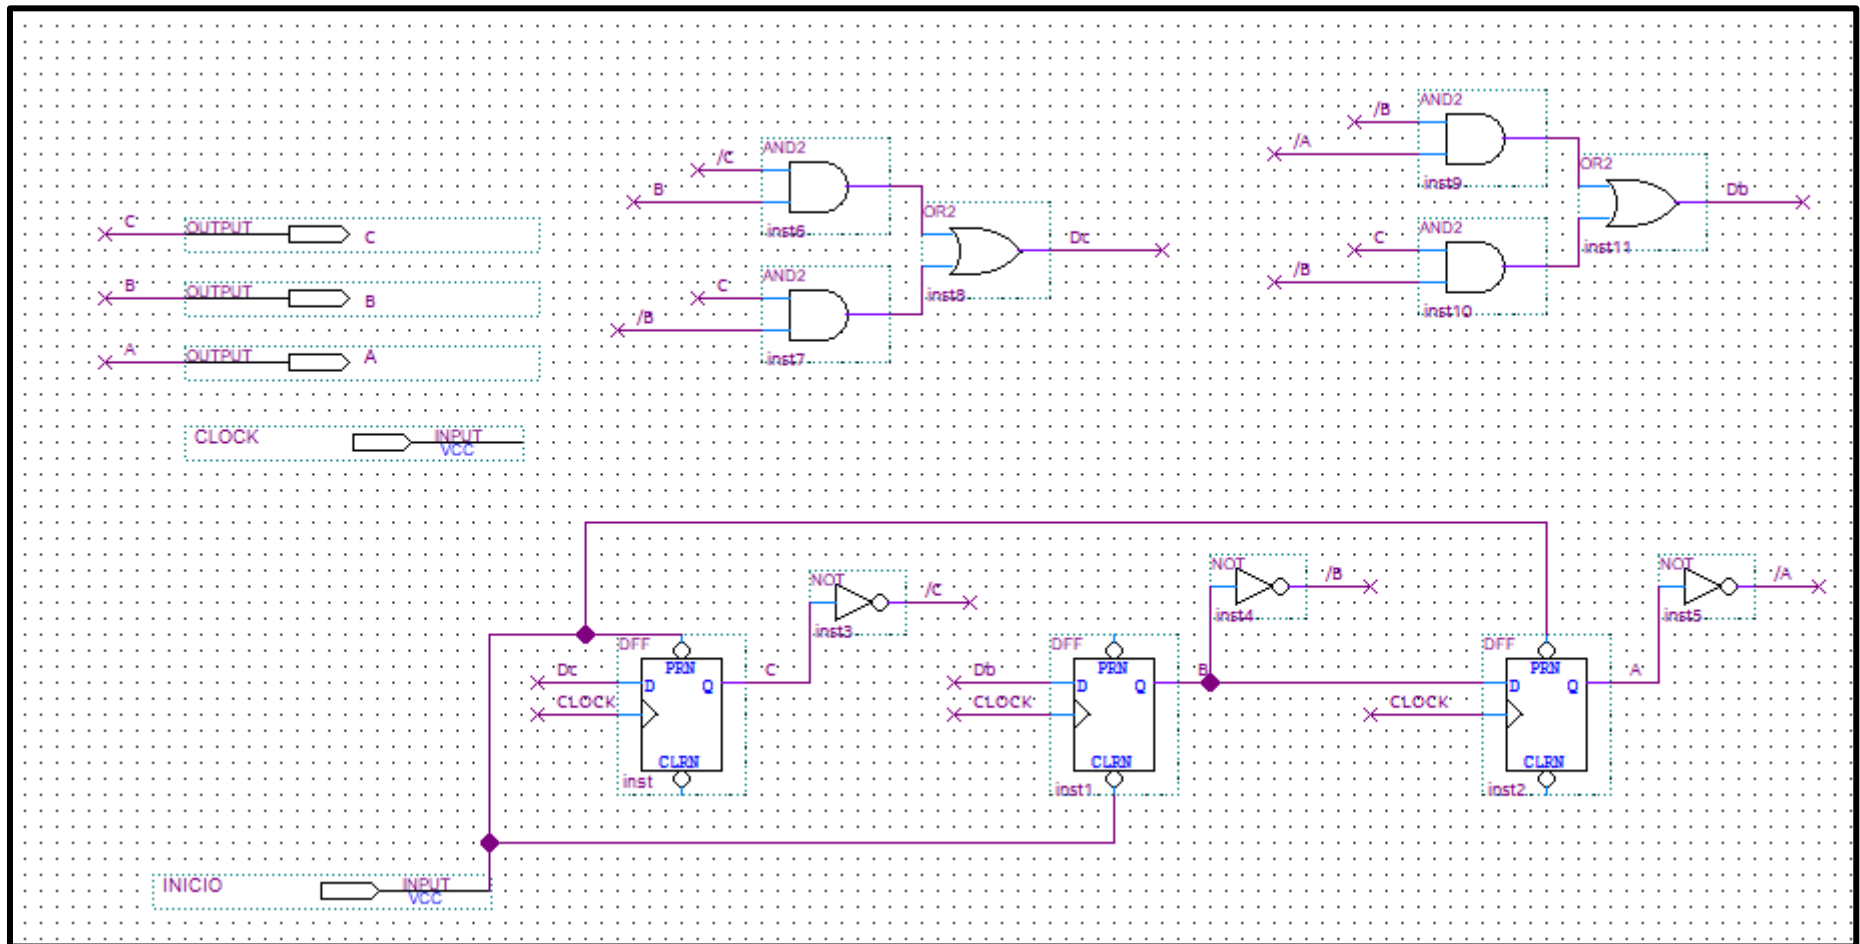 C OUTPUT C
B OUTPUT B
A OUTPUT A
CLOCK INPUT
VCC
/C AND2
B
inst6
C AND2
/B
inst7
OR2
Dc
inst8
/B AND2
/A
inst9
C AND2
/B
inst10
OR2
Db
inst11
NOT
/C
inst3
DFF
PRN
Dc D Q C
CLOCK
CLRN
inst
NOT
/B
inst4
DFF
PRN
Db D Q B
CLOCK
CLRN
inst1
NOT
/A
inst5
DFF
PRN
D Q A
CLOCK
CLRN
inst2
INICIO INPUT
VCC